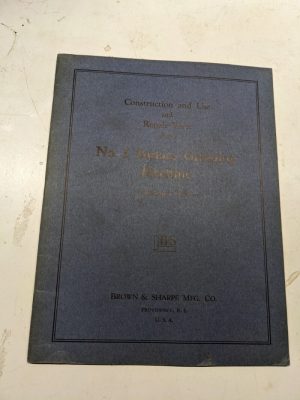 Construction and Use
and
Repair Parts
No. 2 Surface Grinding
Machine
BROWN & SHARPE MFG. CO.
PROVIDENCE, R. I.
U. S. A.